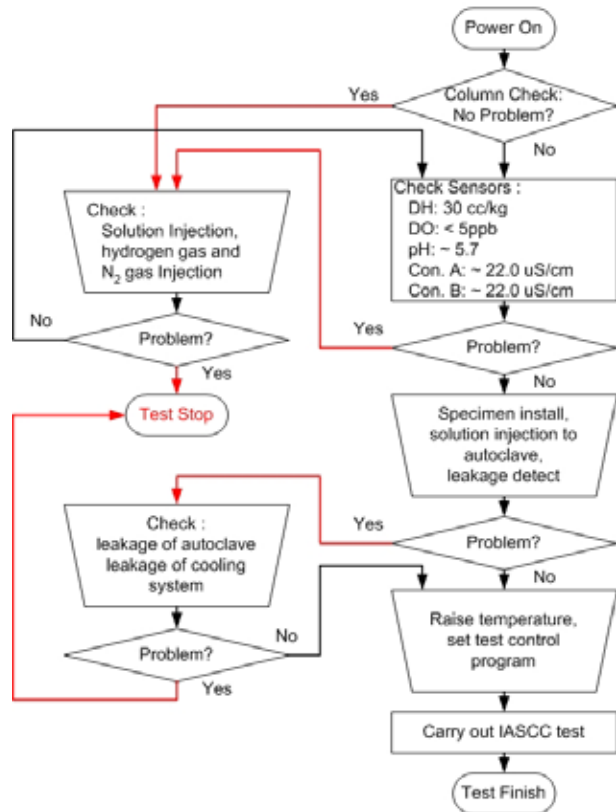 Power On
Column Check:
No Problem?
Yes
No
Check Sensors :
DH: 30 cc/kg
DO: < 5ppb
pH: ~ 5.7
Con. A: ~ 22.0 uS/cm
Con. B: ~ 22.0 uS/cm
Check :
Solution Injection,
hydrogen gas and
N2 gas Injection
No
Problem?
Yes
Yes
Problem?
No
Test Stop
Specimen install,
solution injection to
autoclave,
leakage detect
Yes
Problem?
No
Check :
leakage of autoclave
leakage of cooling
system
No
Problem?
Yes
Raise temperature,
set test control
program
Carry out IASCC test
Test Finish